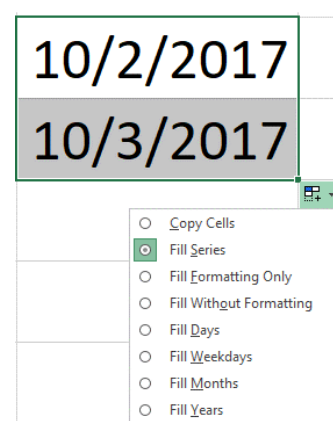 10/2/2017
10/3/2017
Copy Cells
Fill Series
Fill Formatting Only
Fill Without Formatting
Fill Days
Fill Weekdays
Fill Months
Fill Years